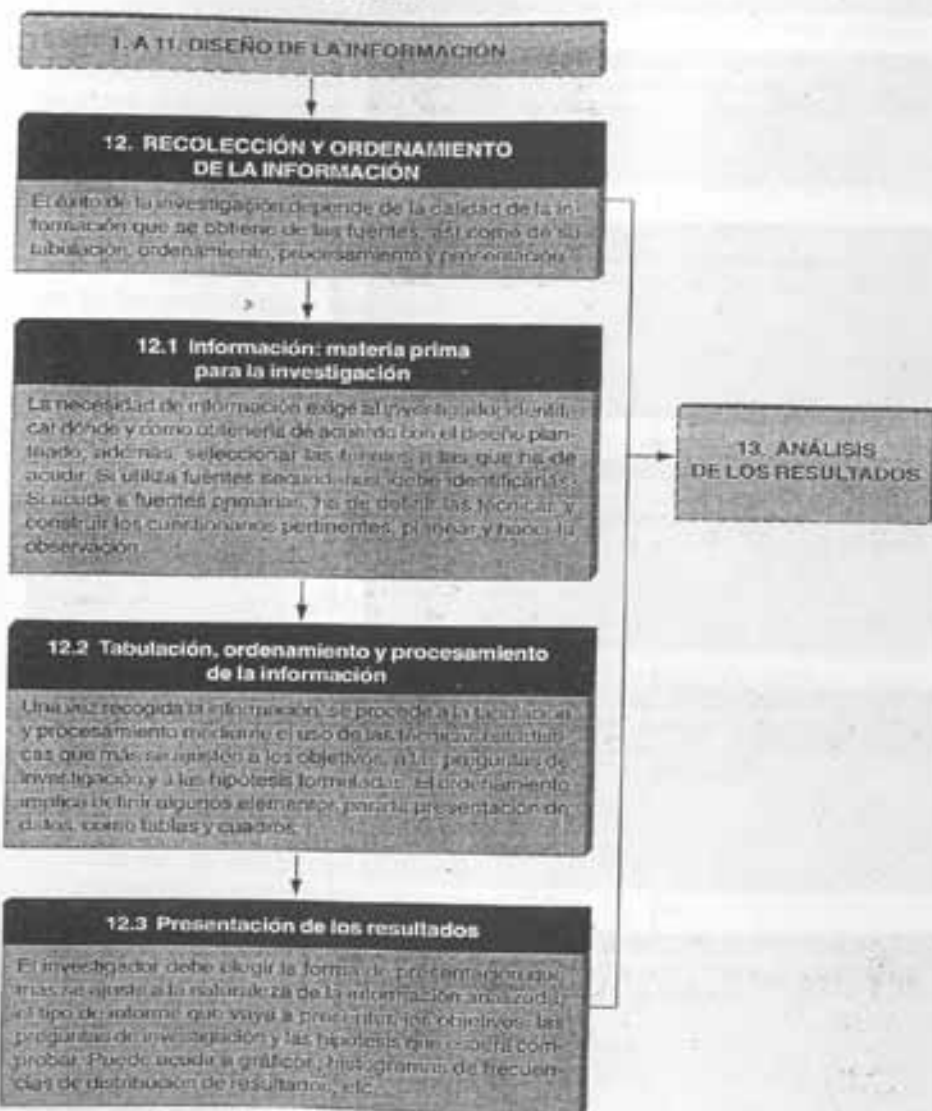 1. A 11. DISEÑO DE LA INFORMACIÓN
12. RECOLECCIÓN Y ORDENAMIENTO
DE LA INFORMACIÓN
El éxito de la investigación depende de la calidad de la in-
formación que se obtiene de las fuentes, así como de su
tabulación, ordenamiento, procesamiento y presentación.
12.1 Información: materia prima
para la investigación
La necesidad de información exige al investigador identifi-
car dónde y cómo obtenerla de acuerdo con el diseño plan-
teado, además, seleccionar las fuentes a las que ha de
acudir. Si utiliza fuentes secundarias, debe identificarlas.
Si acude a fuentes primarias, ha de definir las técnicas y
construir los cuestionarios pertinentes, planear y hacer la
observación.
13. ANÁLISIS
DE LOS RESULTADOS
12.2 Tabulación, ordenamiento y procesamiento
de la información
Una vez recogida la información, se procede a la tabulación
y procesamiento mediante el uso de las técnicas estadísti-
cas que más se ajusten a los objetivos, a las preguntas de
investigación y a las hipótesis formuladas. El ordenamiento
implica definir algunos elementos para la presentación de
datos, como tablas y cuadros.
12.3 Presentación de los resultados
El investigador debe elegir la forma de presentación que
más se ajuste a la naturaleza de la información analizada,
el tipo de informe que vaya a presentar, los objetivos, las
preguntas de investigación y las hipótesis que espera com-
probar. Puede acudir a gráficos, histogramas de frecuen-
cias de distribución de resultados, etc.